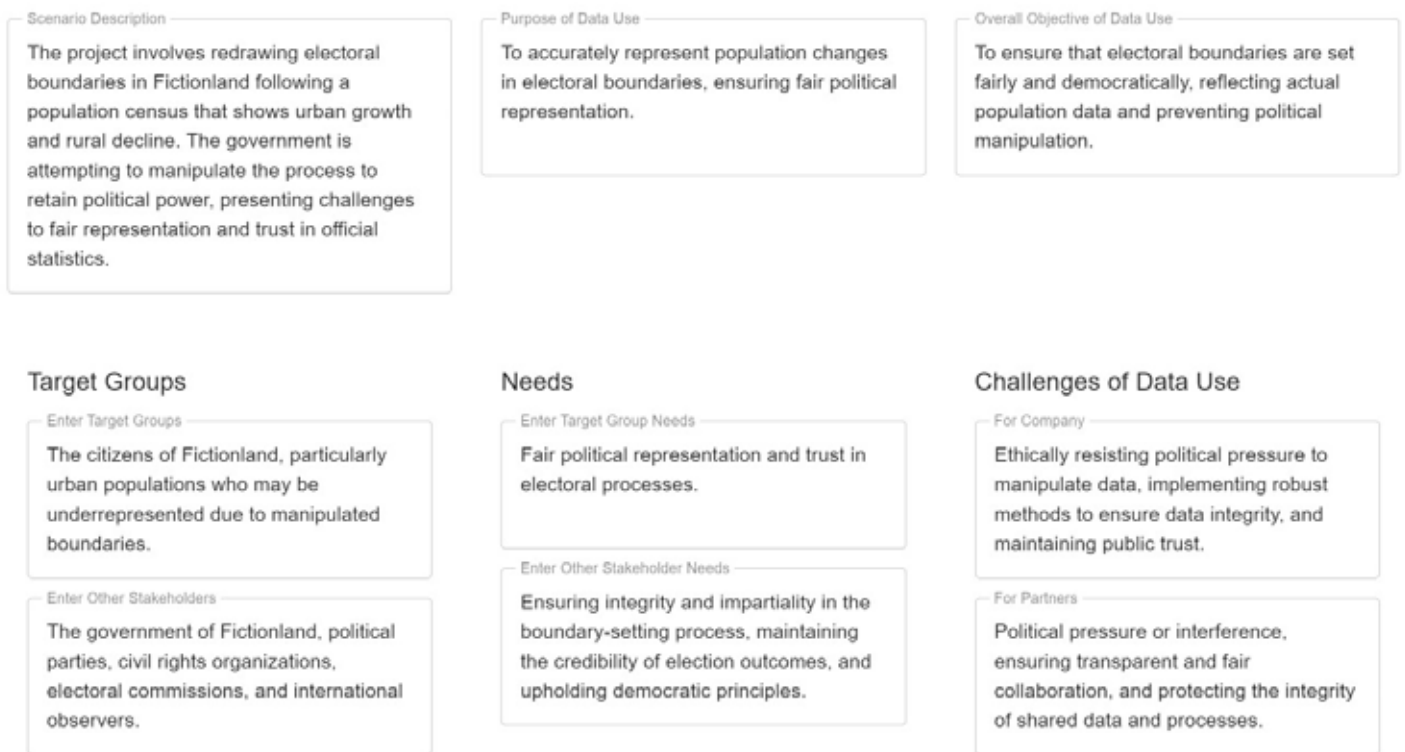 Scenario Description
The project involves redrawing electoral
boundaries in Fictionland following a
population census that shows urban growth
and rural decline. The government is
attempting to manipulate the process to
retain political power, presenting challenges
to fair representation and trust in official
statistics.
Purpose of Data Use
To accurately represent population changes
in electoral boundaries, ensuring fair political
representation.
Overall Objective of Data Use
To ensure that electoral boundaries are set
fairly and democratically, reflecting actual
population data and preventing political
manipulation.
Target Groups
Enter Target Groups
The citizens of Fictionland, particularly
urban populations who may be
underrepresented due to manipulated
boundaries.
Enter Other Stakeholders
The government of Fictionland, political
parties, civil rights organizations,
electoral commissions, and international
observers.
Needs
Enter Target Group Needs
Fair political representation and trust in
electoral processes.
Enter Other Stakeholder Needs
Ensuring integrity and impartiality in the
boundary-setting process, maintaining
the credibility of election outcomes, and
upholding democratic principles.
Challenges of Data Use
For Company
Ethically resisting political pressure to
manipulate data, implementing robust
methods to ensure data integrity, and
maintaining public trust.
For Partners
Political pressure or interference,
ensuring transparent and fair
collaboration, and protecting the integrity
of shared data and processes.